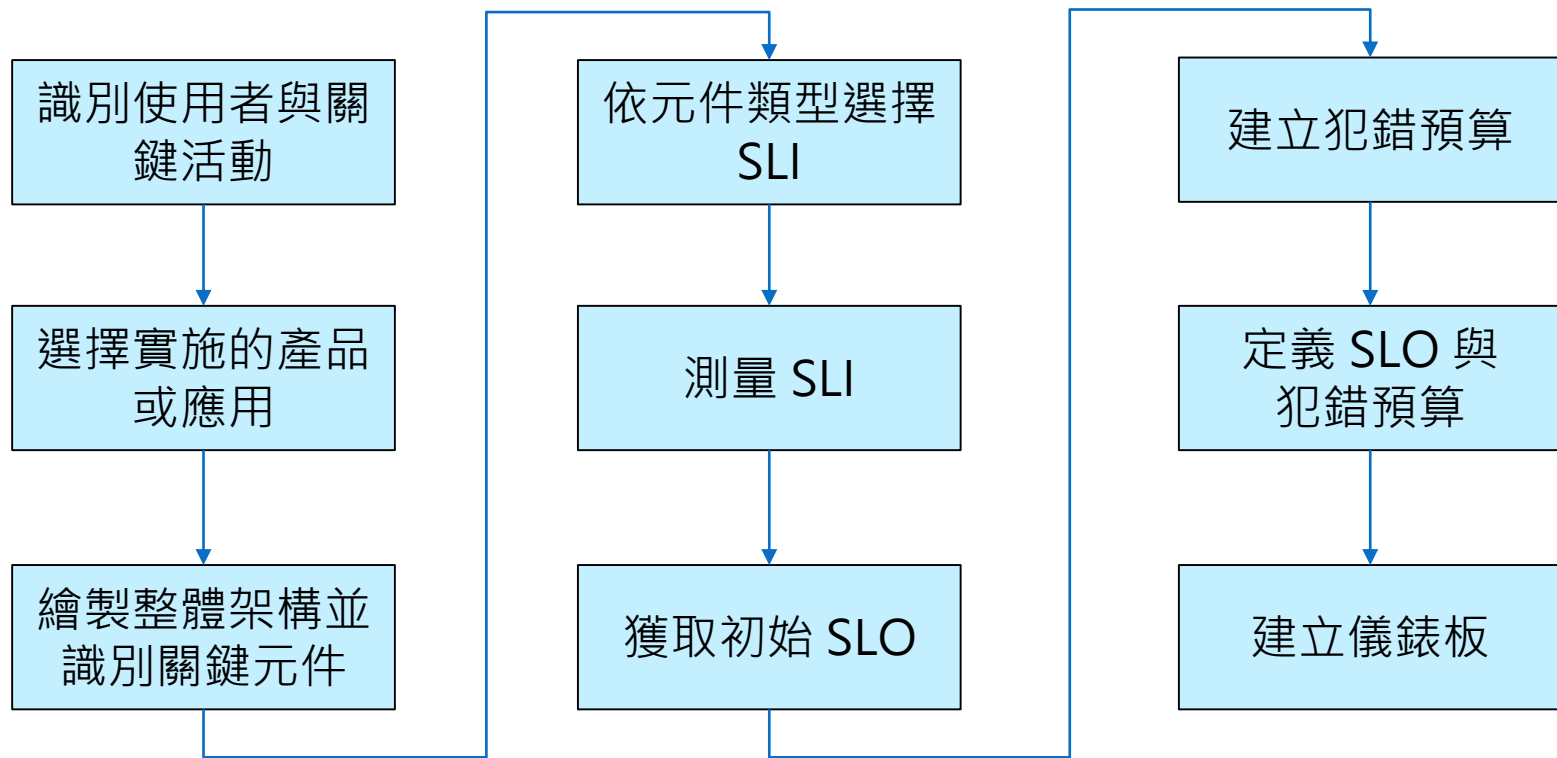 識別使用者與關
鍵活動
選擇實施的產品
或應用
繪製整體架構並
識別關鍵元件
依元件類型選擇
SLI
測量 SLI
獲取初始 SLO
建立犯錯預算
定義 SLO 與
犯錯預算
建立儀錶板